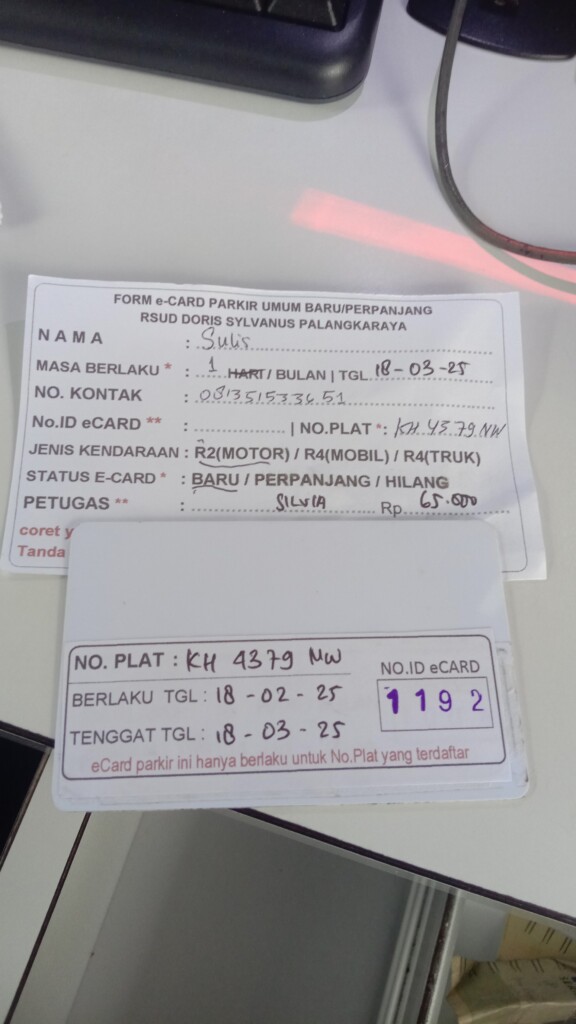 FORM e-CARD PARKIR UMUM BARU/PERPANJANG
RSUD DORIS SYLVANUS PALANGKARAYA
N A M A : Sulis
MASA BERLAKU * : 1 HARI / BULAN | TGL 18-03-25
NO. KONTAK : 081351533651
No.ID eCARD ** : .................... | NO.PLAT * : KH 4379 NW
JENIS KENDARAAN : R2(MOTOR) / R4(MOBIL) / R4(TRUK)
STATUS E-CARD * : BARU / PERPANJANG / HILANG
PETUGAS ** : SILVIA Rp 65.000
coret y
Tanda
NO. PLAT : KH 4379 NW
NO.ID eCARD
BERLAKU TGL : 18 - 02 - 25
1192
TENGGAT TGL : 18 - 03 - 25
eCard parkir ini hanya berlaku untuk No.Plat yang terdaftar